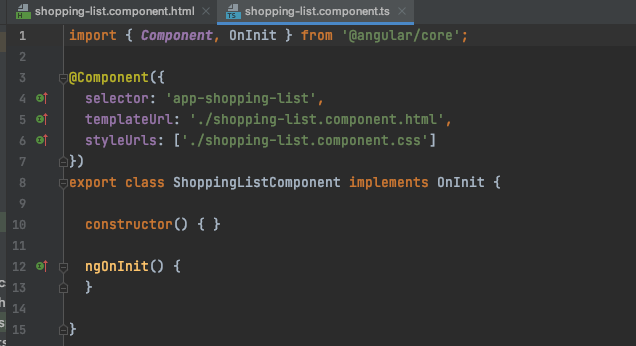 shopping-list.component.html × shopping-list.component.ts ×
1 import { Component, OnInit } from '@angular/core';
2
3 @Component({
4 selector: 'app-shopping-list',
5 templateUrl: './shopping-list.component.html',
6 styleUrls: ['./shopping-list.component.css']
7 })
8 export class ShoppingListComponent implements OnInit {
9
10 constructor() { }
11
12 ngOnInit() {
13 }
14
15 }